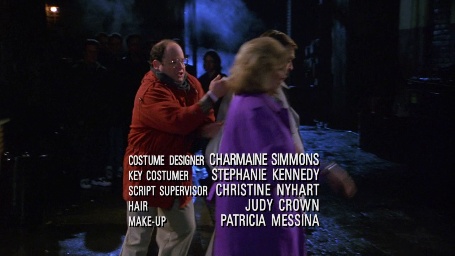 COSTUME DESIGNER CHARMAINE SIMMONS
KEY COSTUMER STEPHANIE KENNEDY
SCRIPT SUPERVISOR CHRISTINE NYHART
HAIR JUDY CROWN
MAKE-UP PATRICIA MESSINA